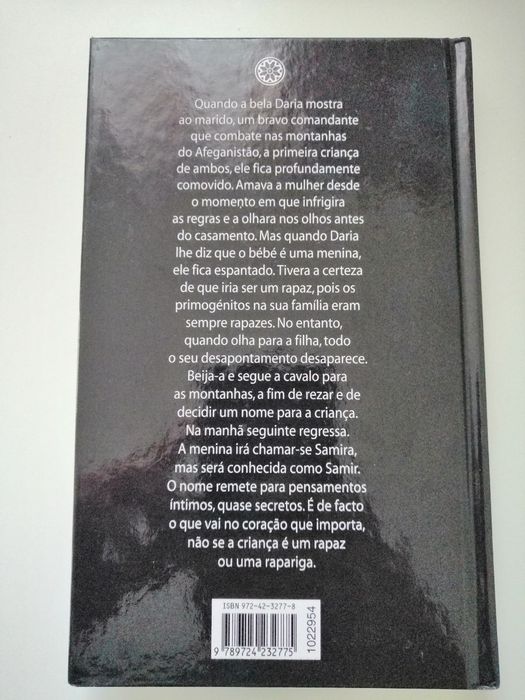 Quando a bela Daria mostra
ao marido, um bravo comandante
que combate nas montanhas
do Afeganistão, a primeira criança
de ambos, ele fica profundamente
comovido. Amava a mulher desde
o momento em que infrigira
as regras e a olhara nos olhos antes
do casamento. Mas quando Daria
lhe diz que o bébé é uma menina,
ele fica espantado. Tivera a certeza
de que iria ser um rapaz, pois os
primogénitos na sua família eram
sempre rapazes. No entanto,
quando olha para a filha, todo
o seu desapontamento desaparece.
Beija-a e segue a cavalo para
as montanhas, a fim de rezar e de
decidir um nome para a criança.
Na manhã seguinte regressa.
A menina irá chamar-se Samira,
mas será conhecida como Samir.
O nome remete para pensamentos
íntimos, quase secretos. É de facto
o que vai no coração que importa,
não se a criança é um rapaz
ou uma rapariga.
ISBN 972-42-3277-8
9 789724 232775
1022954